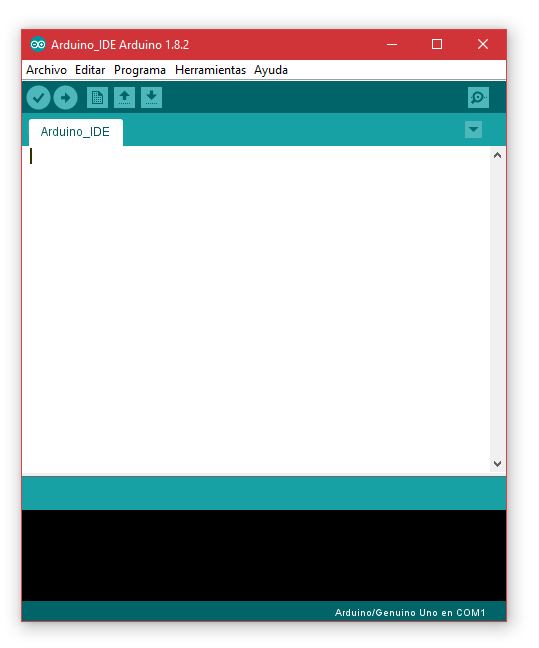 Arduino_IDE Arduino 1.8.2
Archivo Editar Programa Herramientas Ayuda
Arduino_IDE
Arduino/Genuino Uno en COM1